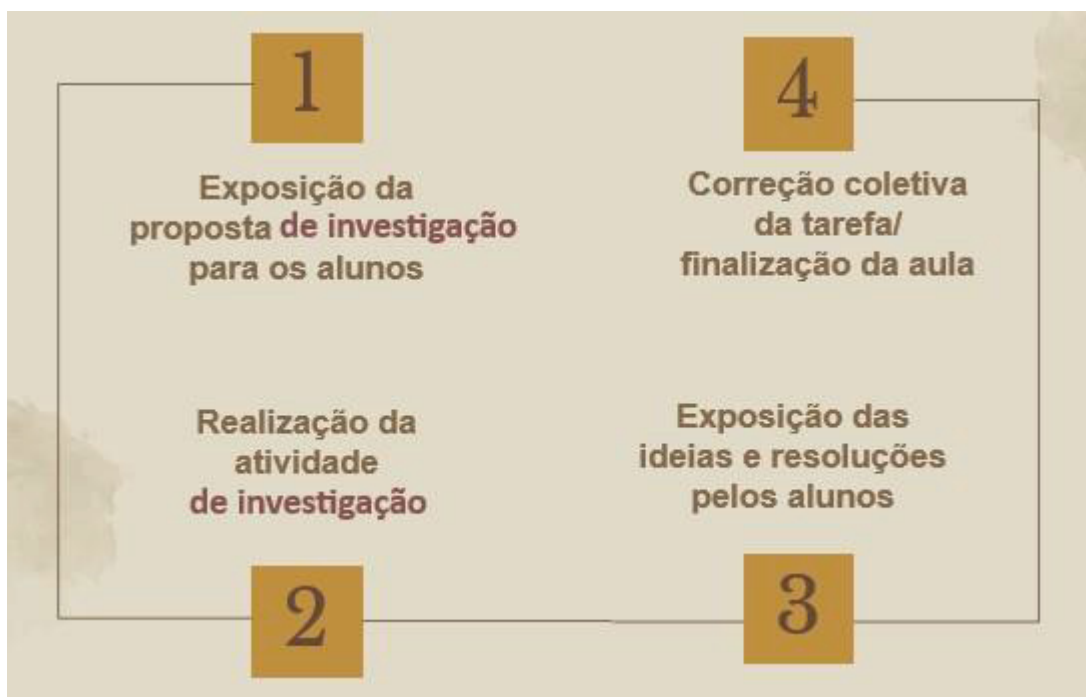 1
Exposição da
proposta de investigação
para os alunos
2
Realização da
atividade
de investigação
3
Exposição das
ideias e resoluções
pelos alunos
4
Correção coletiva
da tarefa/
finalização da aula